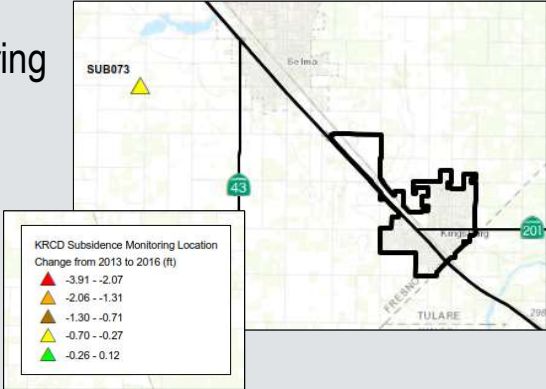 ing
SUB073
Selma
43
201
Kingsburg
FRESNO
TULARE
298
KRCD Subsidence Monitoring Location
Change from 2013 to 2016 (ft)
-3.91 - -2.07
-2.06 - -1.31
-1.30 - -0.71
-0.70 - -0.27
-0.26 - 0.12